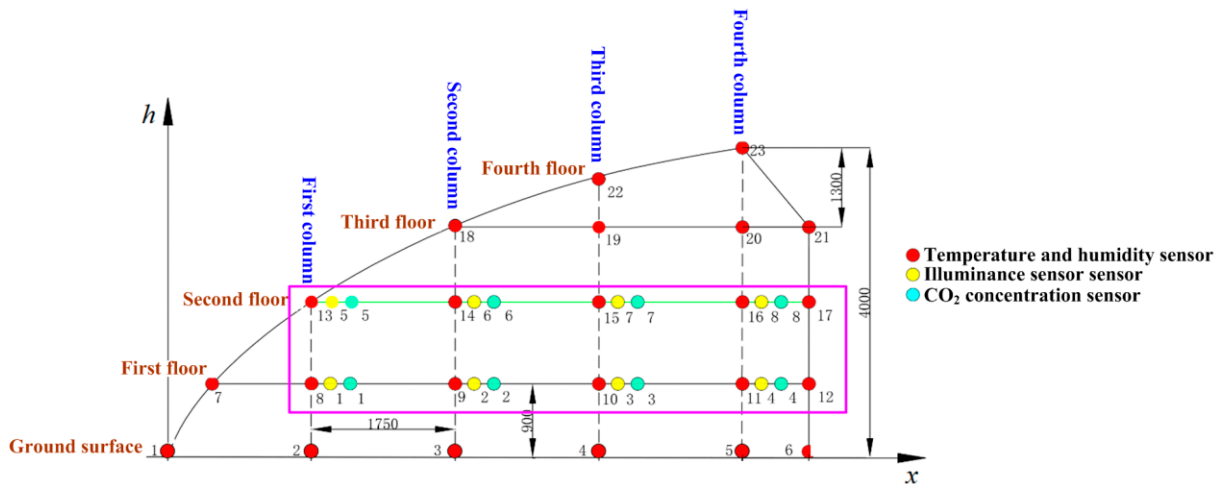 Fourth column
Third column
Second column
First column
h
23
Fourth floor
22
1300
Third floor
18
19
20
21
Temperature and humidity sensor
Illuminance sensor sensor
CO₂ concentration sensor
4000
Second floor
13 5 5
14 6 6
15 7 7
16 8 8
17
First floor
7
8 1 1
9 2 2
10 3 3
11 4 4
12
1750
900
Ground surface
1
2
3
4
5
6
x